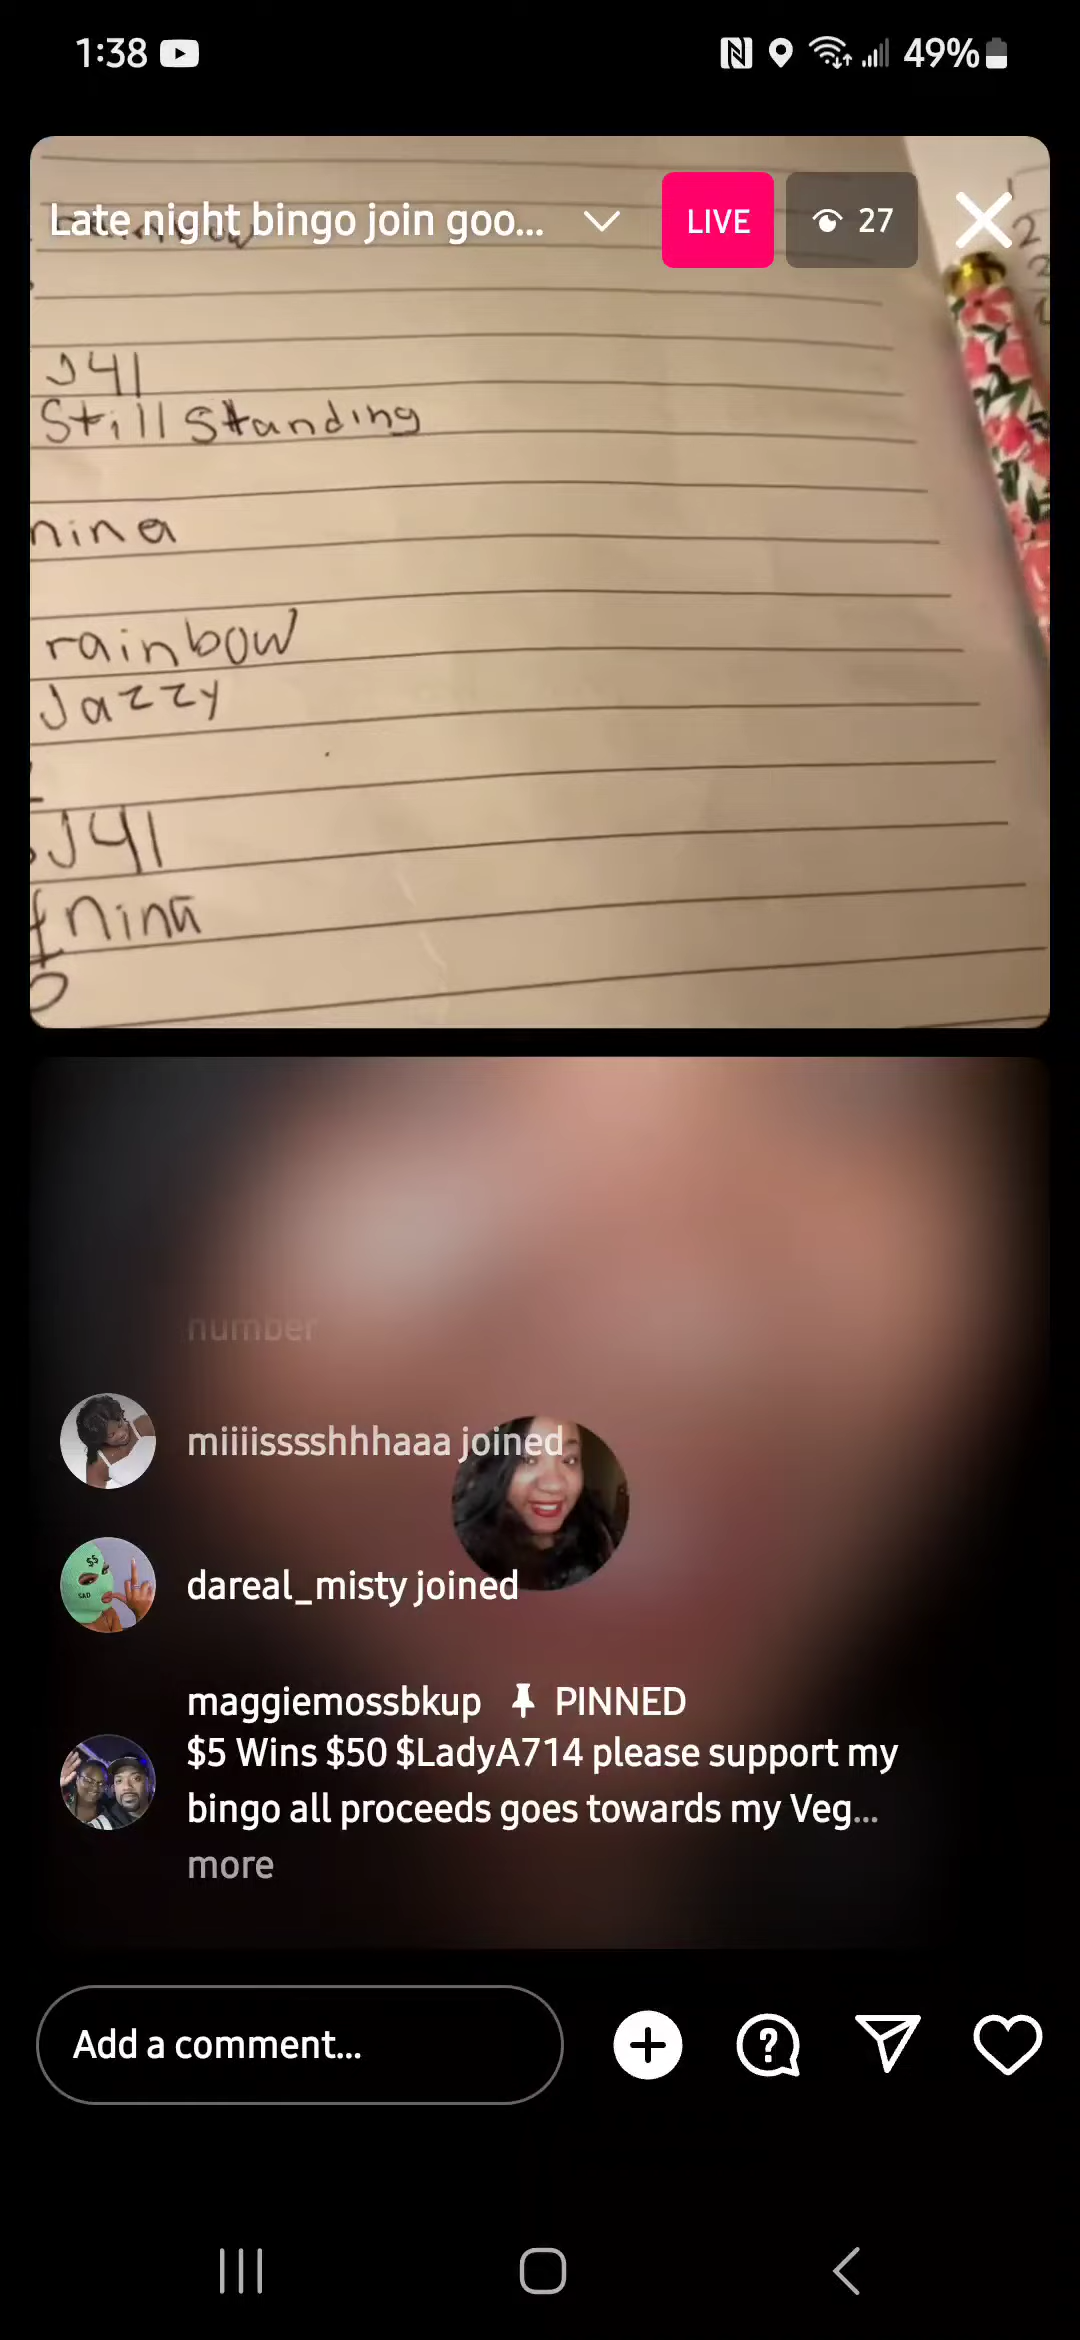 1:38
49%
Late night bingo join goo...
LIVE
27
rainbow
J41
Still Standing
nina
rainbow
Jazzy
J41
nina
number
miiiisssshhhaaa joined
dareal_misty joined
maggiemossbkup PINNED
$5 Wins $50 $LadyA714 please support my
bingo all proceeds goes towards my Veg...
more
Add a comment...